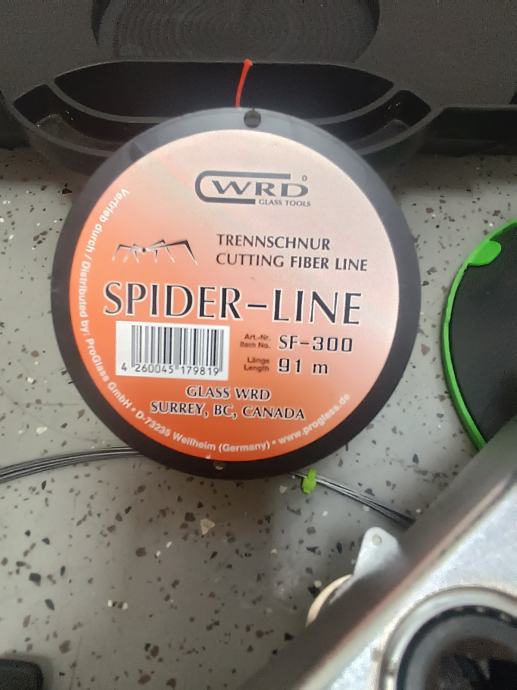 WRD
GLASS TOOLS
TRENNSCHNUR
CUTTING FIBER LINE
SPIDER-LINE
Art.-Nr.
Item No. SF-300
Länge
Length 91 m
4 260045 179819
GLASS WRD
SURREY, BC, CANADA
Vertrieb durch / Distributed by: ProGlass GmbH • D-73235 Weilheim (Germany) • www.proglass.de